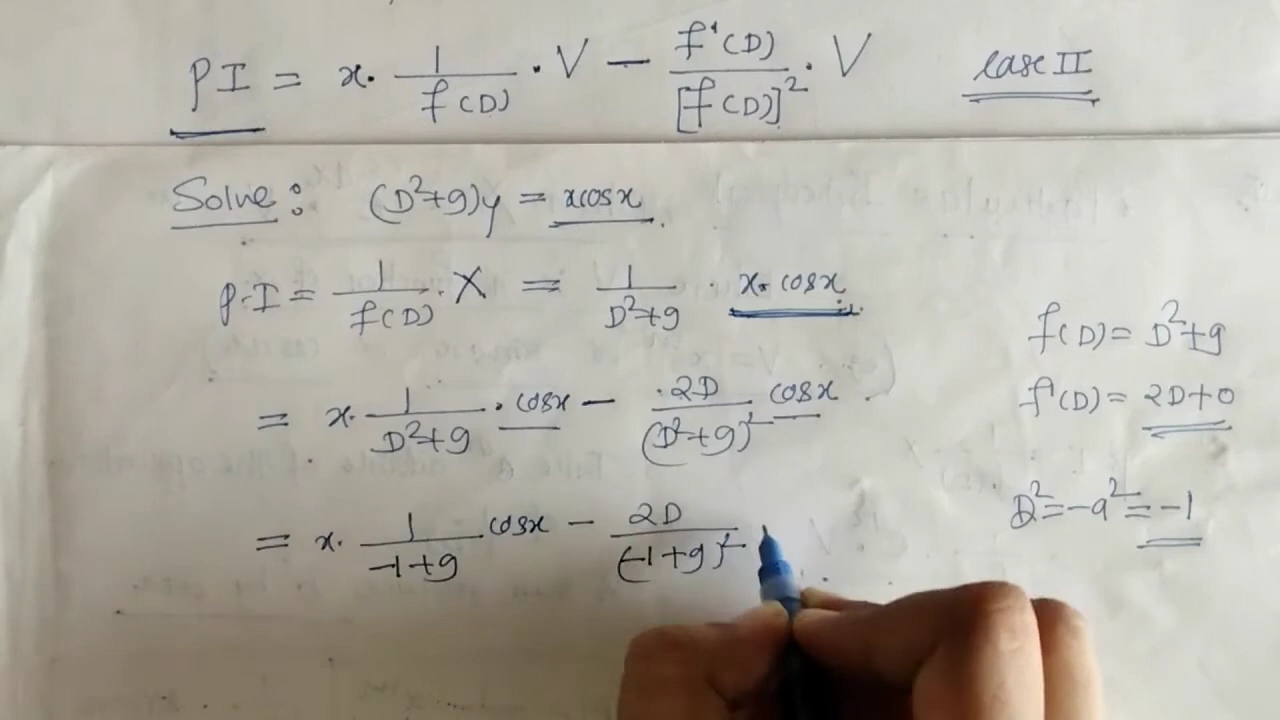 PI = x. 1/f(D) . V − f'(D)/[f(D)]² . V case II
Solve: (D²+9)y = xcosx.
P.I = 1/f(D) . X = 1/D²+9 . x.cosx
f(D) = D²+9
= x. 1/D²+9 . cosx − 2D/(D²+9)² cosx
f'(D) = 2D+0
D² = −a² = −1
= x. 1/−1+9 cosx − 2D/(−1+9)²